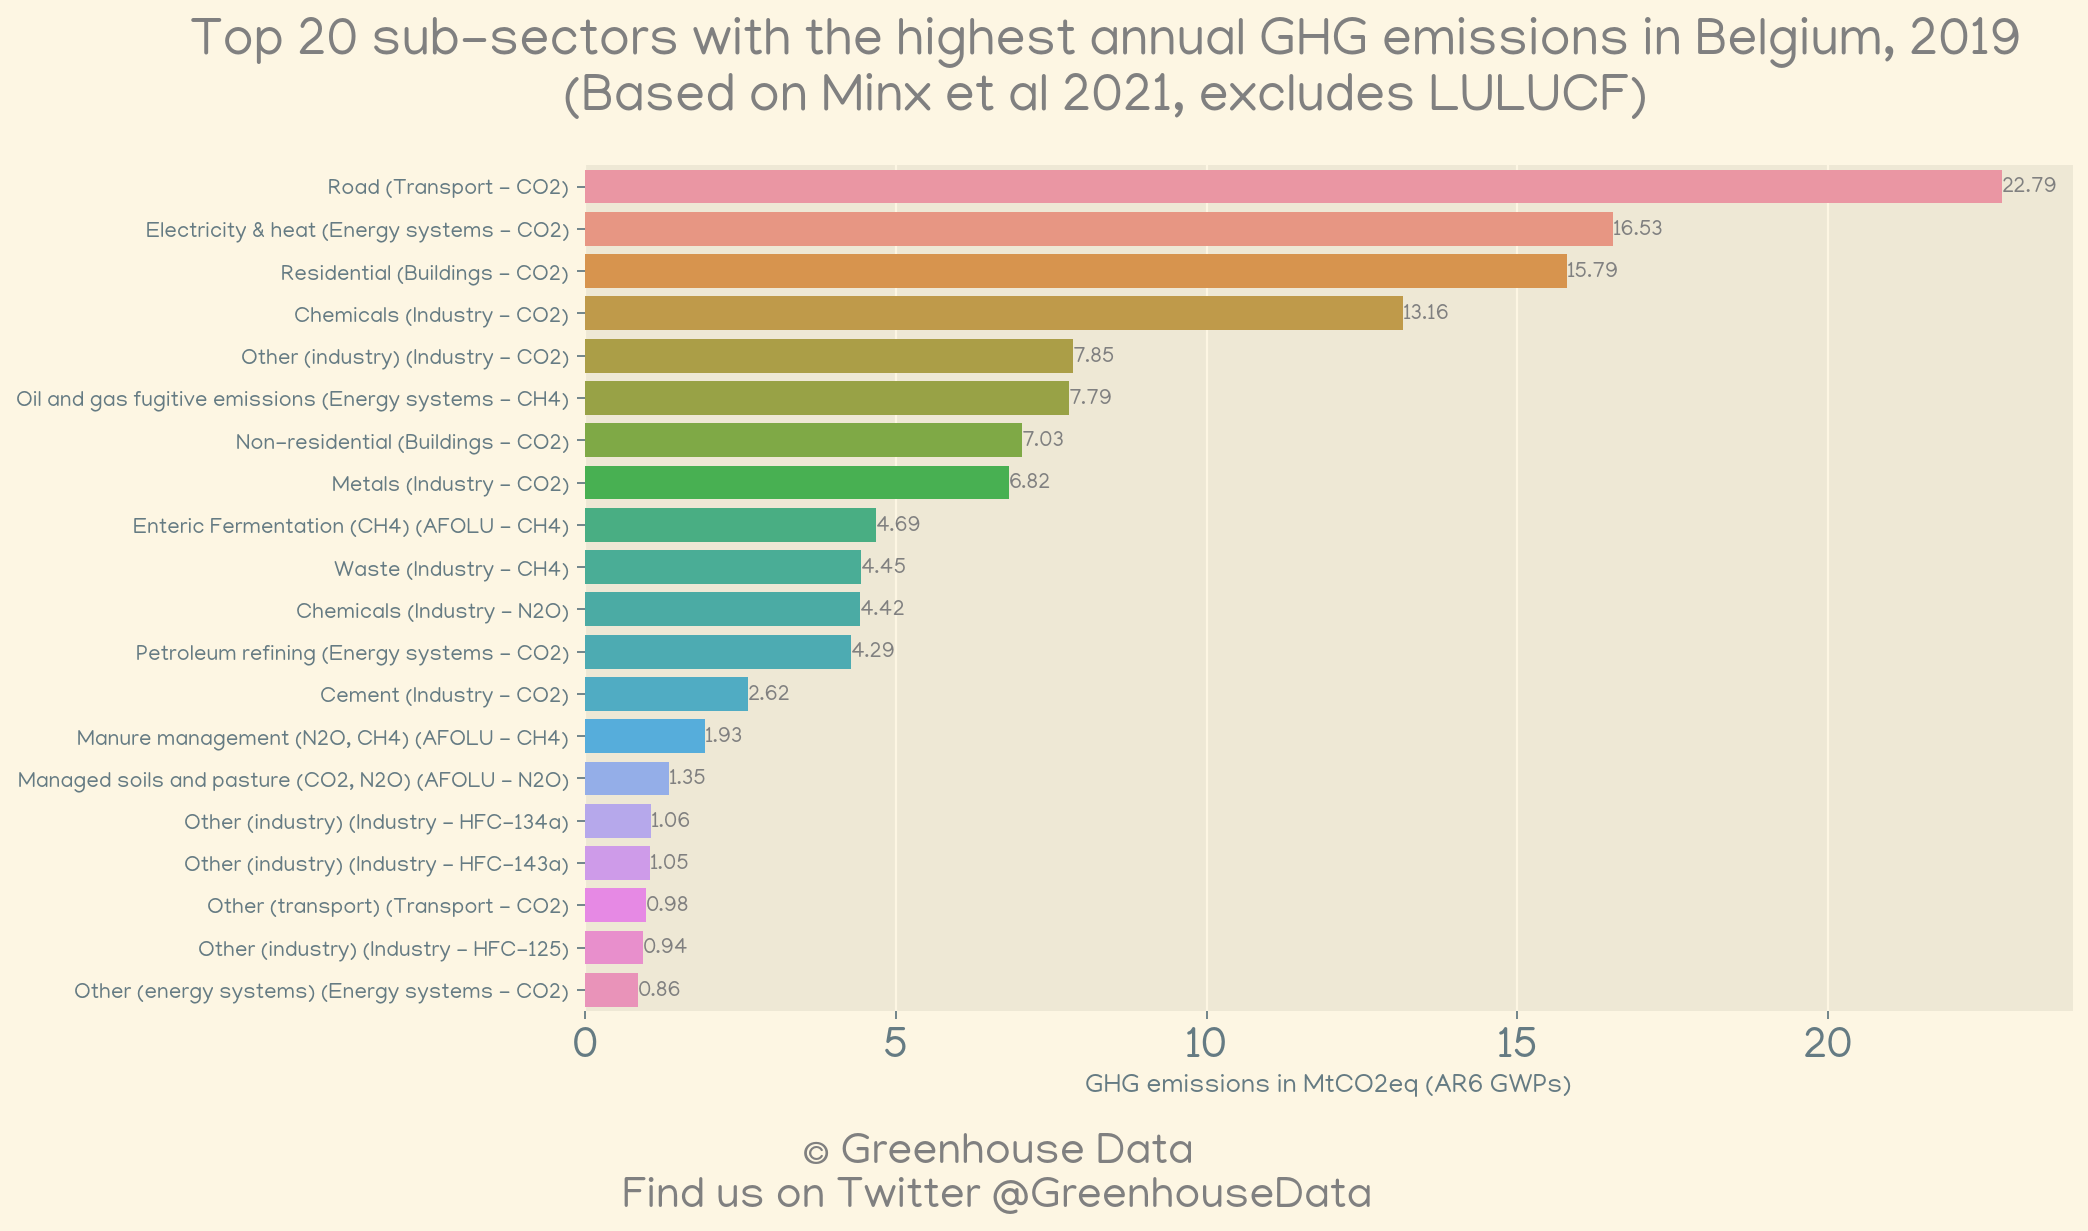 Top 20 sub-sectors with the highest annual GHG emissions in Belgium, 2019
(Based on Minx et al 2021, excludes LULUCF)
Road (Transport - CO2) 22.79
Electricity & heat (Energy systems - CO2) 16.53
Residential (Buildings - CO2) 15.79
Chemicals (Industry - CO2) 13.16
Other (industry) (Industry - CO2) 7.85
Oil and gas fugitive emissions (Energy systems - CH4) 7.79
Non-residential (Buildings - CO2) 7.03
Metals (Industry - CO2) 6.82
Enteric Fermentation (CH4) (AFOLU - CH4) 4.69
Waste (Industry - CH4) 4.45
Chemicals (Industry - N2O) 4.42
Petroleum refining (Energy systems - CO2) 4.29
Cement (Industry - CO2) 2.62
Manure management (N2O, CH4) (AFOLU - CH4) 1.93
Managed soils and pasture (CO2, N2O) (AFOLU - N2O) 1.35
Other (industry) (Industry - HFC-134a) 1.06
Other (industry) (Industry - HFC-143a) 1.05
Other (transport) (Transport - CO2) 0.98
Other (industry) (Industry - HFC-125) 0.94
Other (energy systems) (Energy systems - CO2) 0.86
0 5 10 15 20
GHG emissions in MtCO2eq (AR6 GWPs)
© Greenhouse Data
Find us on Twitter @GreenhouseData